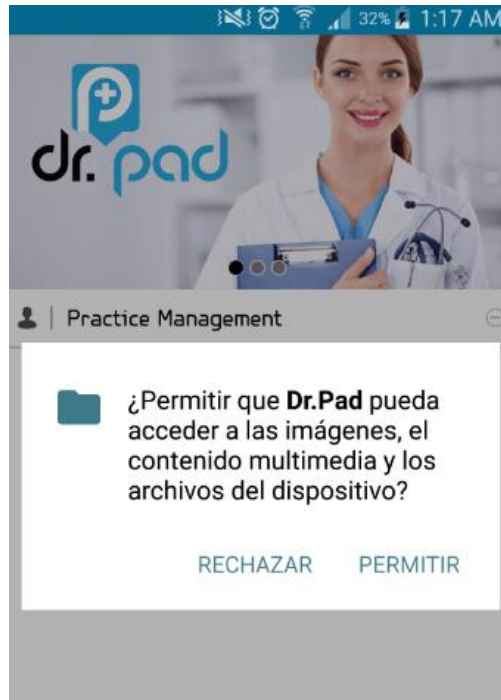 32% 1:17 AM
dr. pad
Practice Management
¿Permitir que Dr.Pad pueda
acceder a las imágenes, el
contenido multimedia y los
archivos del dispositivo?
RECHAZAR PERMITIR